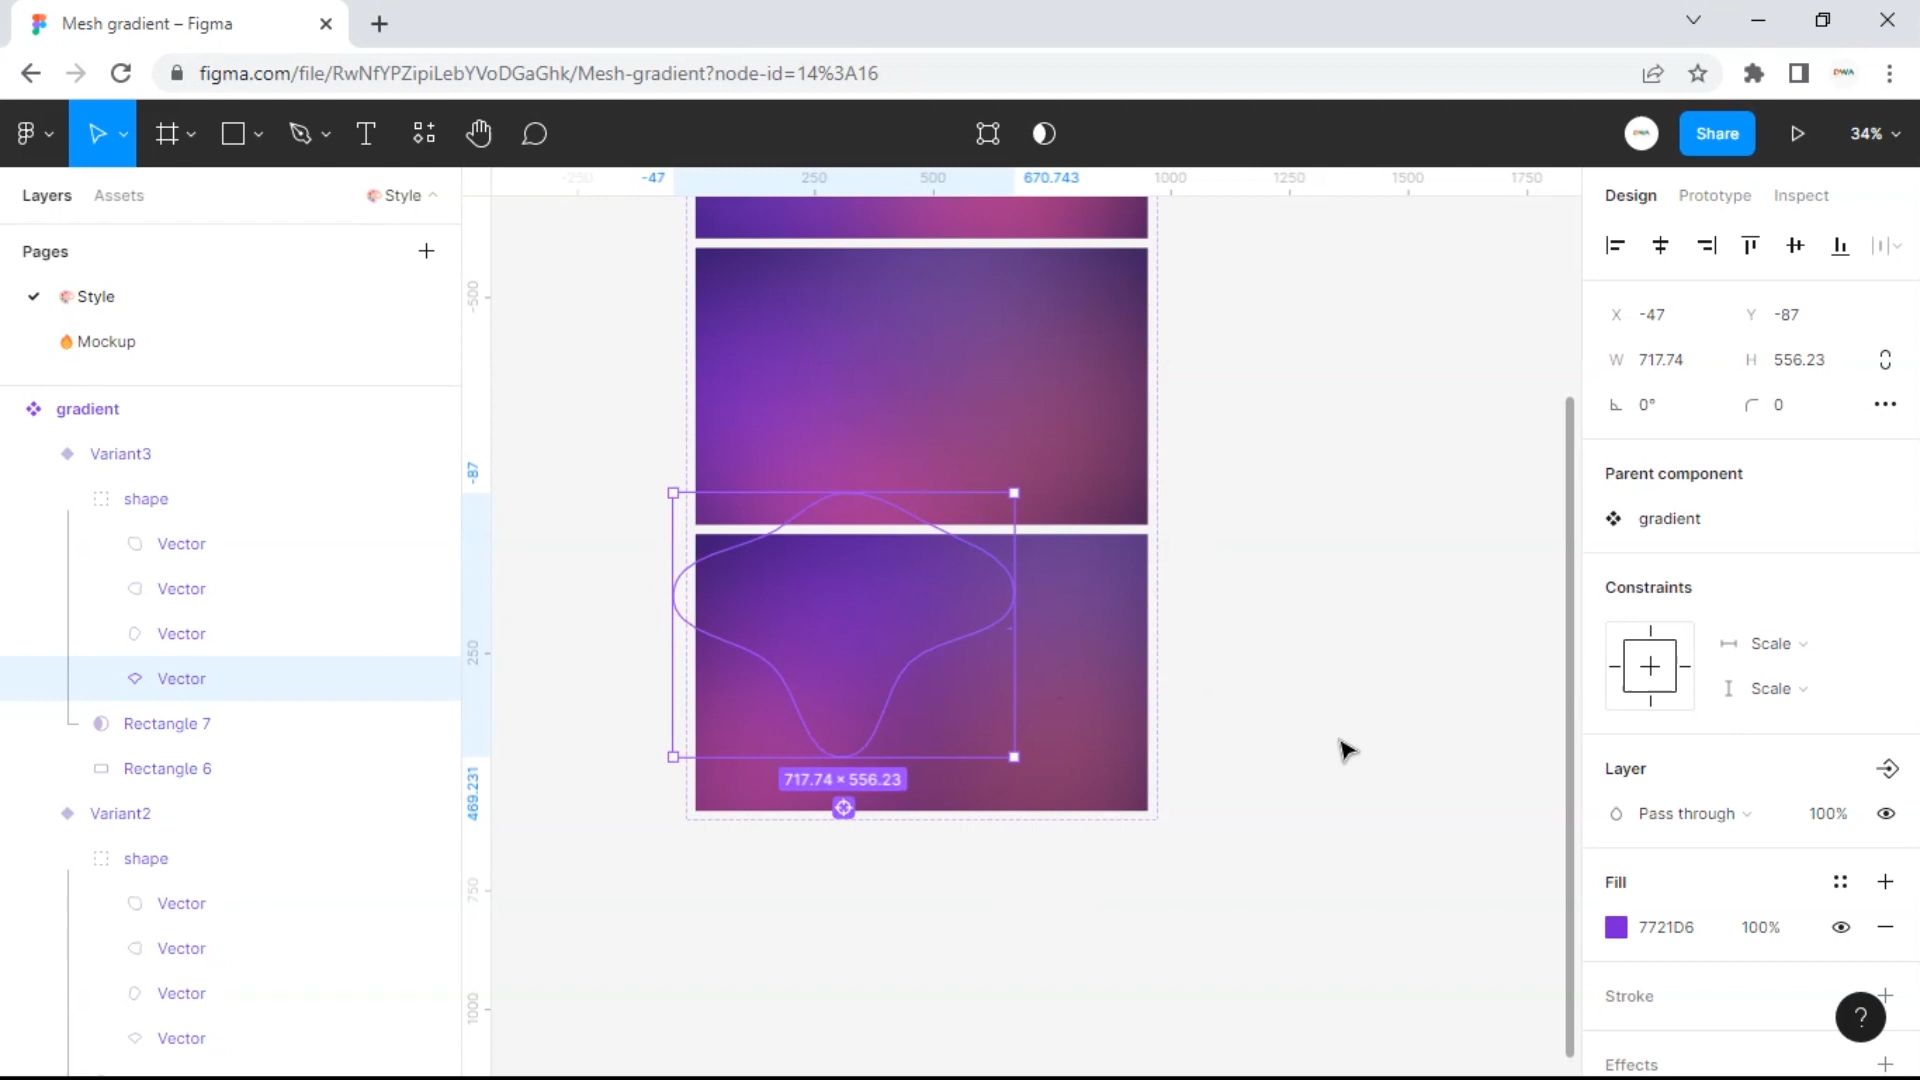 Mesh gradient – Figma
figma.com/file/RwNfYPZipiLebYVoDGaGhk/Mesh-gradient?node-id=14%3A16
DWA
DWA
Share
34%
Layers
Assets
Style
Pages
Style
Mockup
gradient
Variant3
shape
Vector
Vector
Vector
Vector
Rectangle 7
Rectangle 6
Variant2
shape
Vector
Vector
Vector
Vector
-250
-47
250
500
670.743
1000
1250
1500
1750
-500
-87
250
469.231
750
1000
717.74 × 556.23
Design
Prototype
Inspect
X -47
Y -87
W 717.74
H 556.23
0°
0
Parent component
gradient
Constraints
Scale
Scale
Layer
Pass through
100%
Fill
7721D6
100%
Stroke
?
Effects